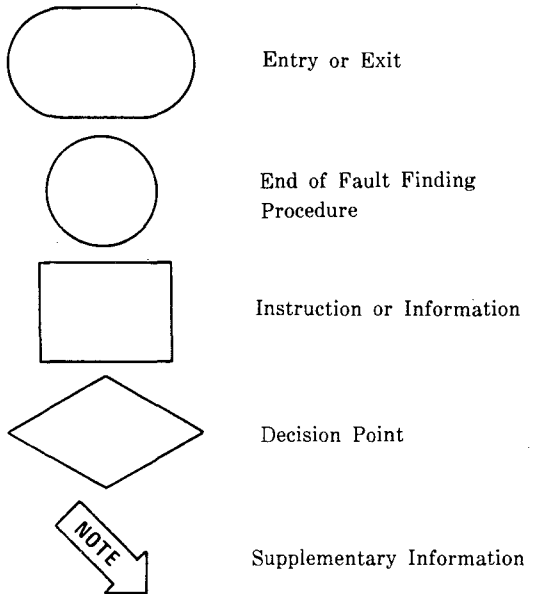 Entry or Exit
End of Fault Finding
Procedure
Instruction or Information
Decision Point
NOTE
Supplementary Information